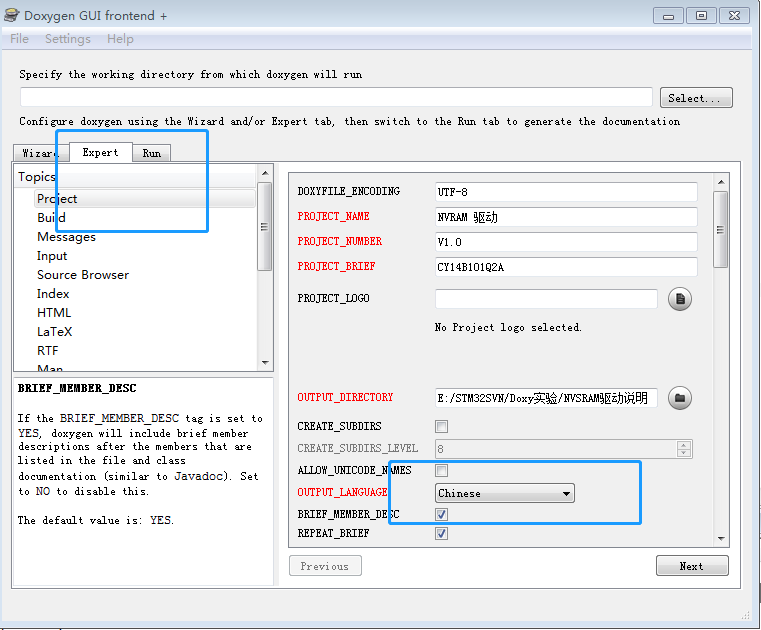 Doxygen GUI frontend +
File Settings Help
Specify the working directory from which doxygen will run
Select...
Configure doxygen using the Wizard and/or Expert tab, then switch to the Run tab to generate the documentation
Wizard Expert Run
Topics
Project
Build
Messages
Input
Source Browser
Index
HTML
LaTeX
RTF
Man
BRIEF_MEMBER_DESC
If the BRIEF_MEMBER_DESC tag is set to
YES, doxygen will include brief member
descriptions after the members that are
listed in the file and class
documentation (similar to Javadoc). Set
to NO to disable this.
The default value is: YES.
DOXYFILE_ENCODING UTF-8
PROJECT_NAME NVRAM 驱动
PROJECT_NUMBER V1.0
PROJECT_BRIEF CY14B101Q2A
PROJECT_LOGO
No Project logo selected.
OUTPUT_DIRECTORY E:/STM32SVN/Doxy实验/NVSRAM驱动说明
CREATE_SUBDIRS
CREATE_SUBDIRS_LEVEL 8
ALLOW_UNICODE_NAMES
OUTPUT_LANGUAGE Chinese
BRIEF_MEMBER_DESC
REPEAT_BRIEF
Previous Next